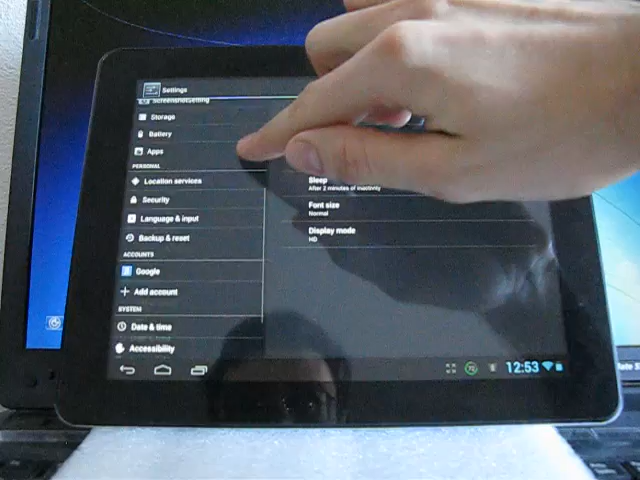 Settings
ScreenshotSetting
Storage
Battery
Apps
PERSONAL
Location services
Security
Language & input
Backup & reset
ACCOUNTS
Google
Add account
SYSTEM
Date & time
Accessibility
Sleep
After 2 minutes of inactivity
Font size
Normal
Display mode
HD
12:53